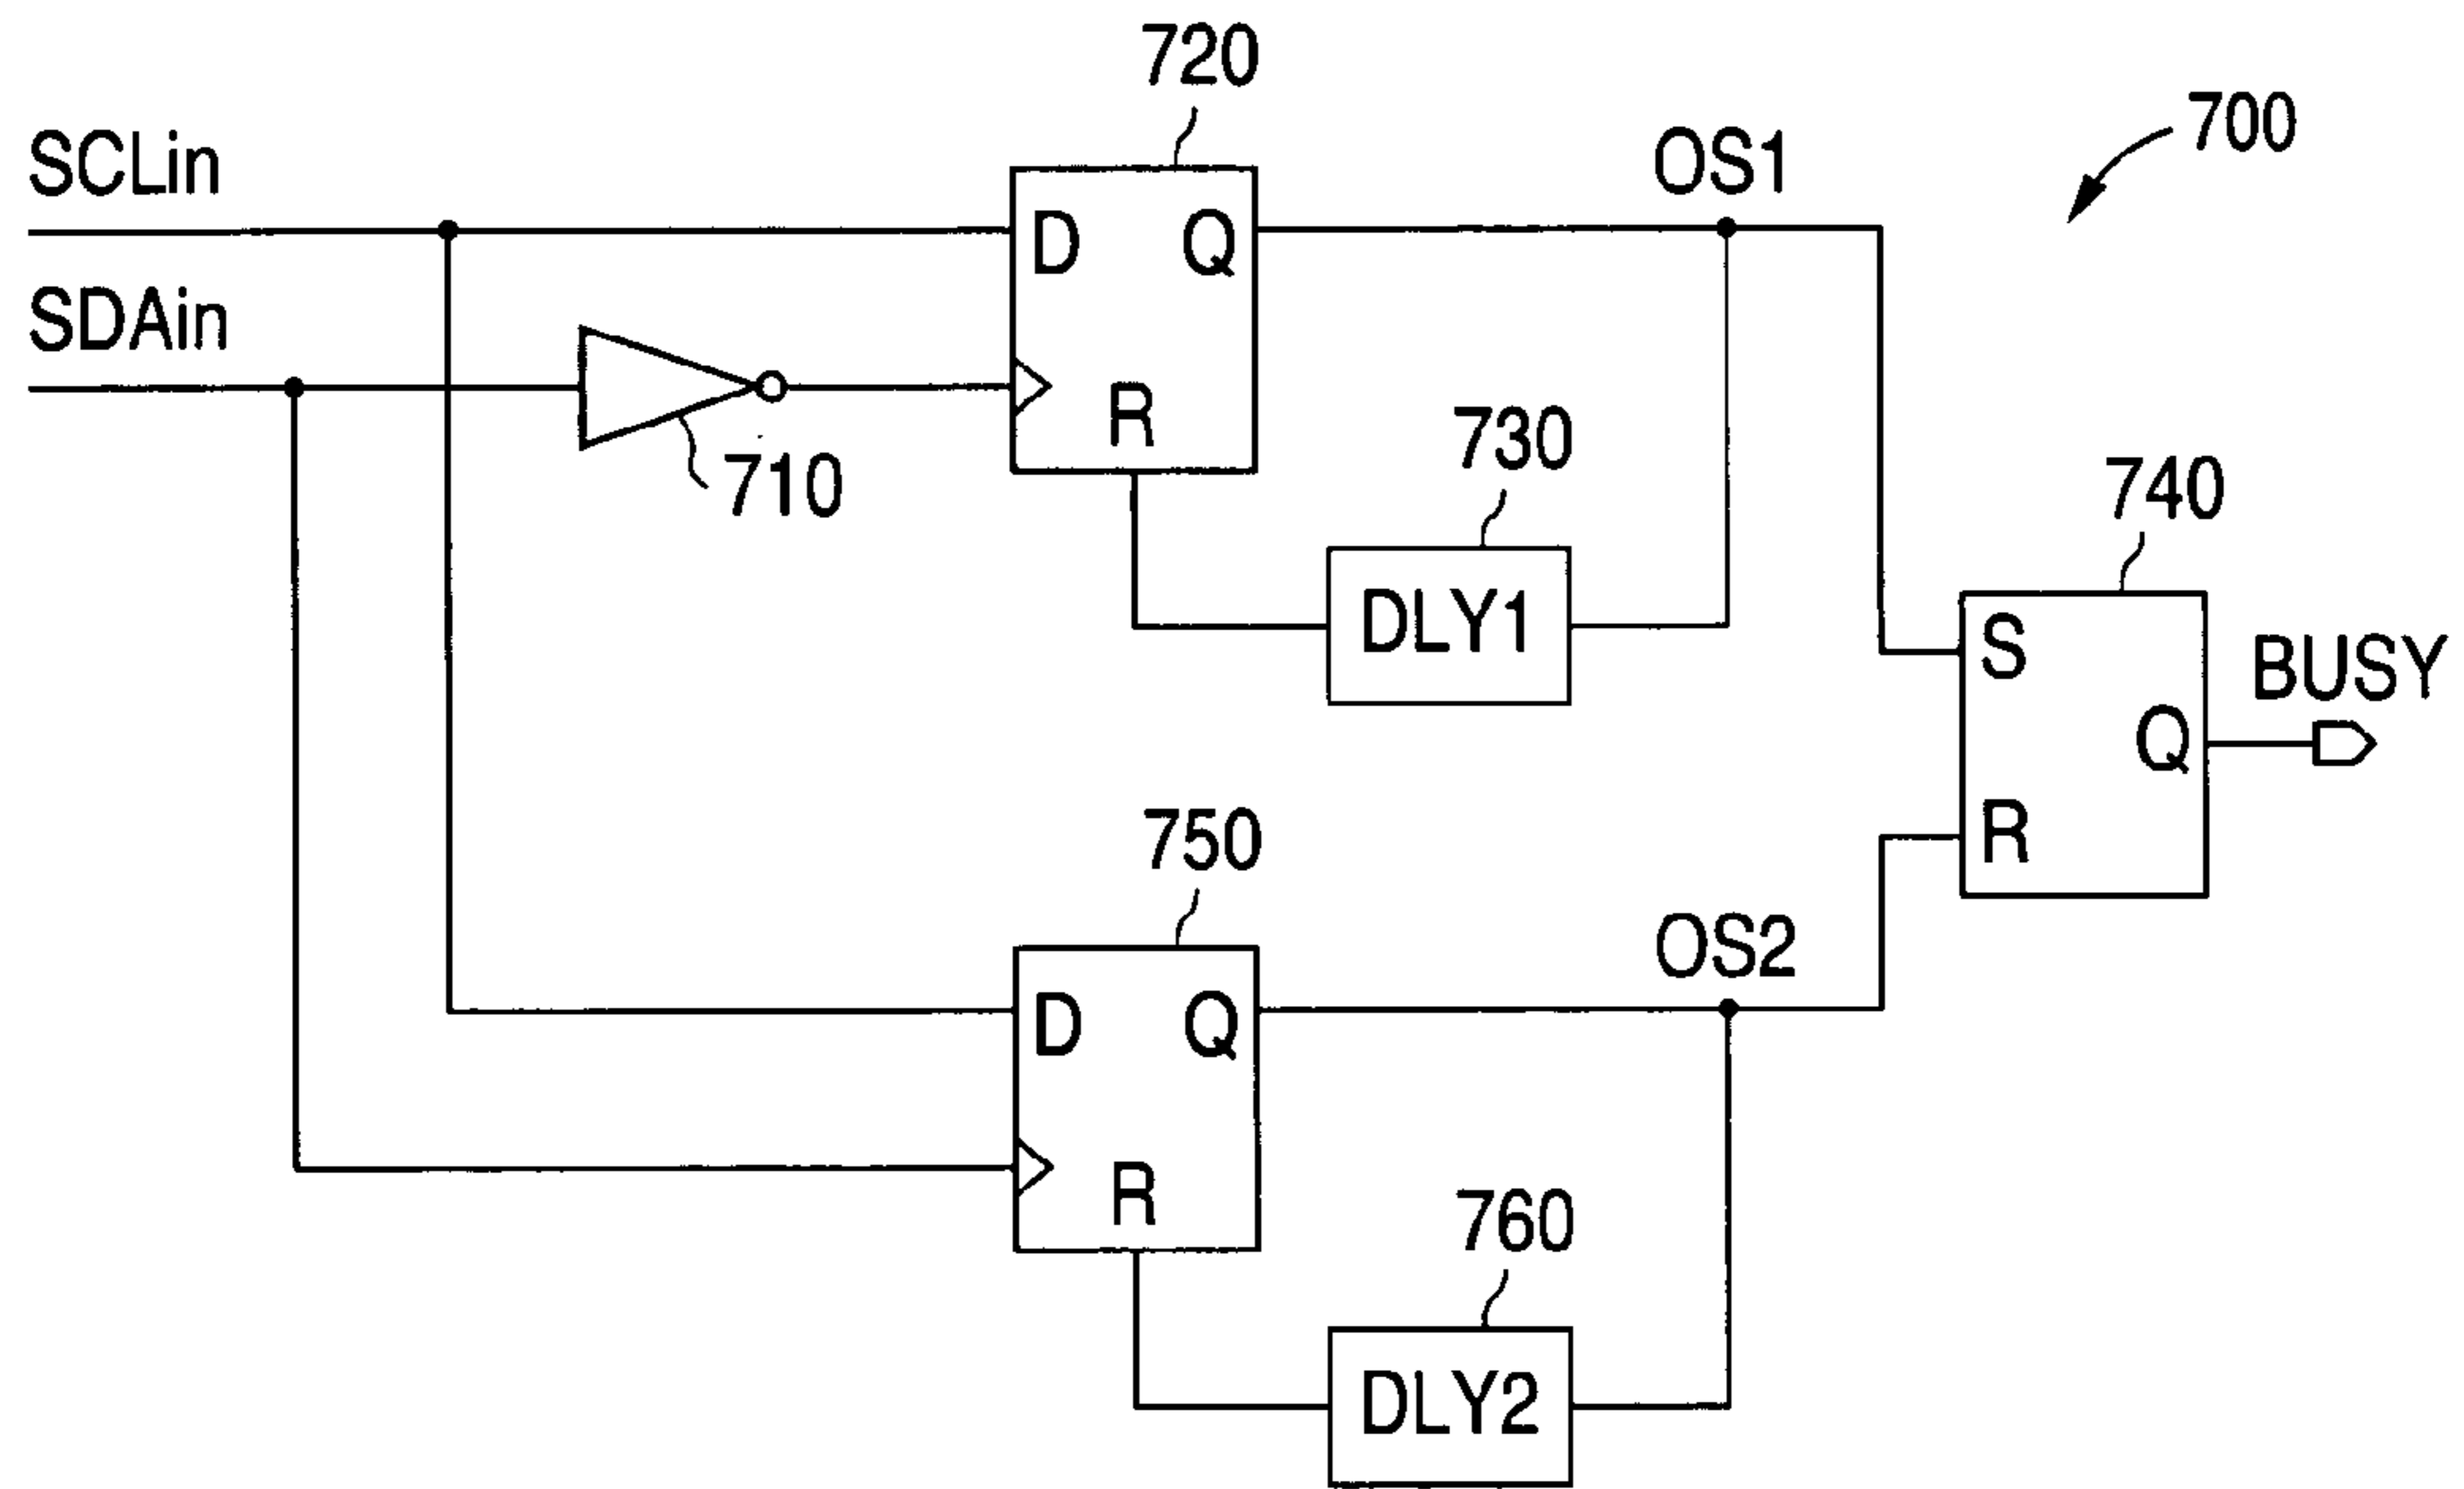 720
700
SCLin
OS1
D Q
SDAin
R
710
730
740
DLY1
S
BUSY
Q
R
750
OS2
D Q
R
760
DLY2